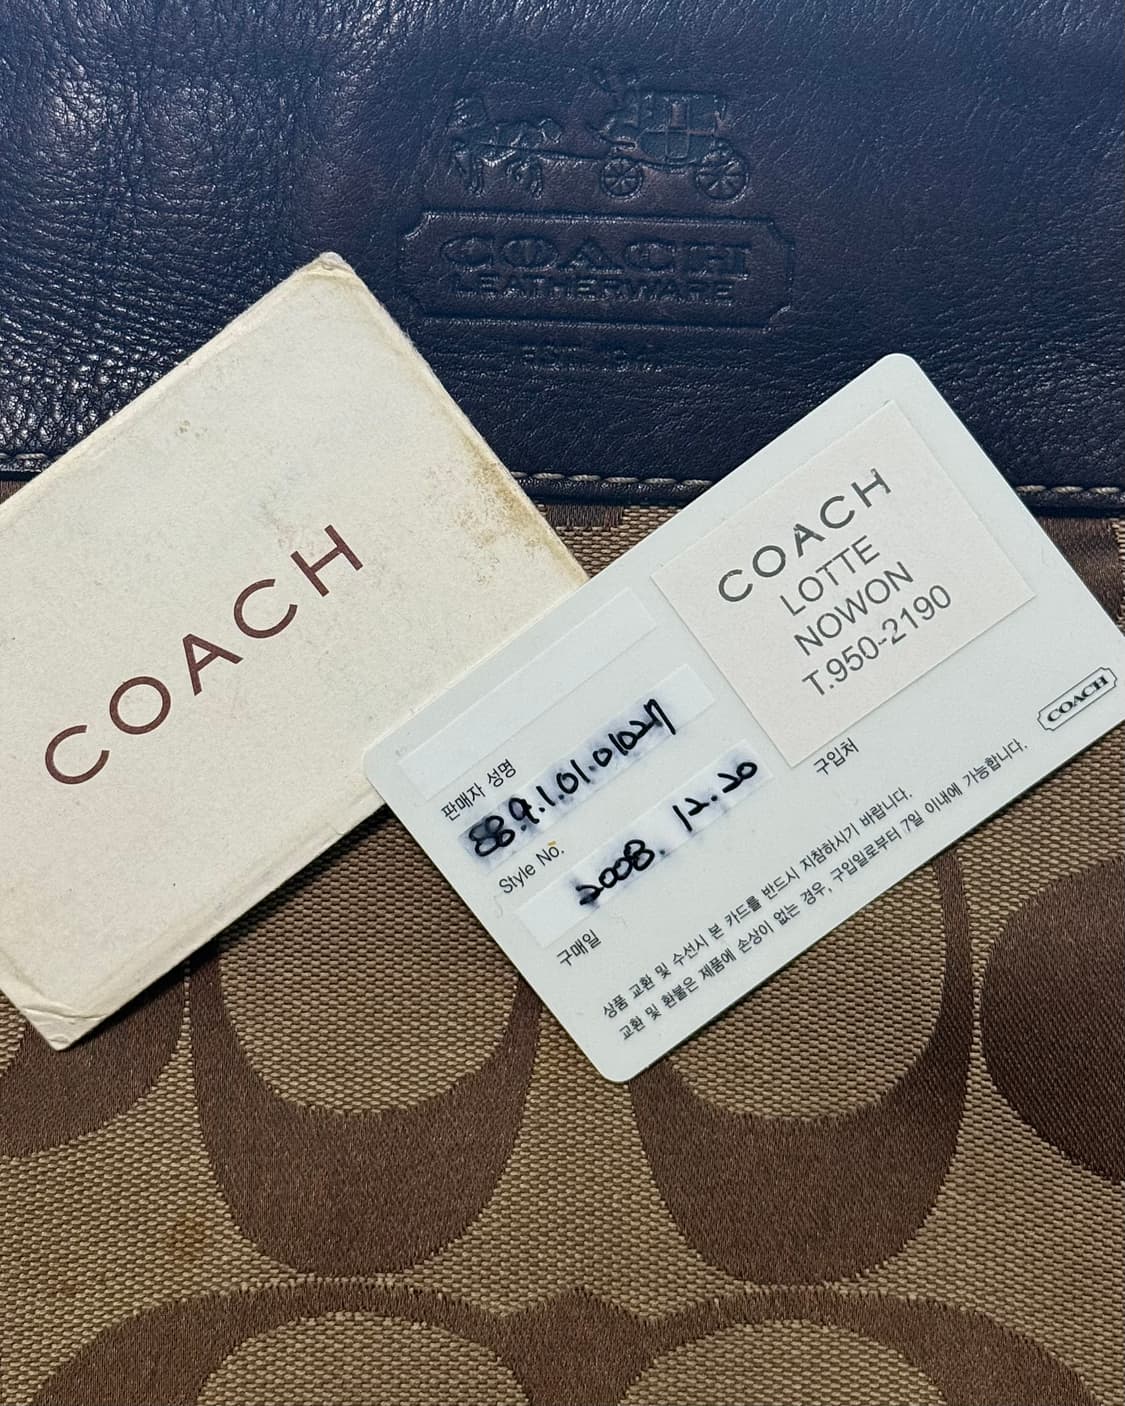 COACH
LEATHERWARE
EST. 1941
COACH
COACH
LOTTE
NOWON
T.950-2190
판매자 성명
889.1.01.01027
Style No.
2008. 12. 20
구매일
구입처
COACH
상품 교환 및 수선시 본 카드를 반드시 지참하시기 바랍니다.
교환 및 환불은 제품에 손상이 없는 경우, 구입일로부터 7일 이내에 가능합니다.